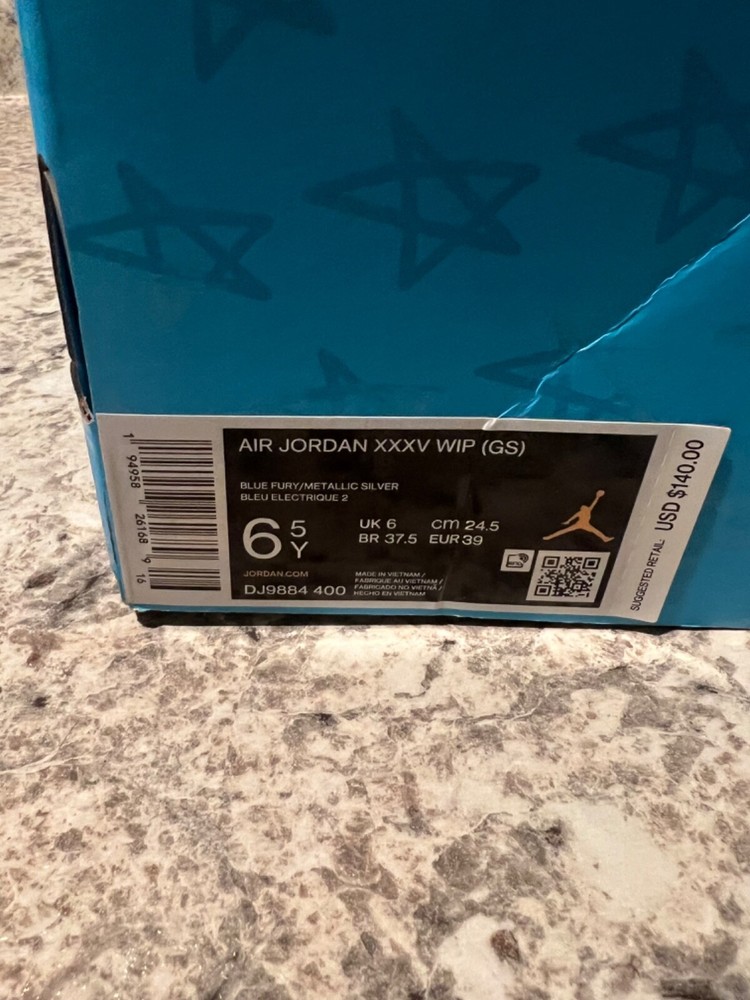 AIR JORDAN XXXV WIP (GS)
BLUE FURY/METALLIC SILVER
BLEU ELECTRIQUE 2
6 5 Y
UK 6 cm 24.5
BR 37.5 EUR 39
JORDAN.COM
DJ9884 400
MADE IN VIETNAM /
FABRIQUE AU VIETNAM /
FABRICADO NO VIETNÃ /
HECHO EN VIETNAM
1 94958 26168 9 16
SUGGESTED RETAIL: USD $140.00